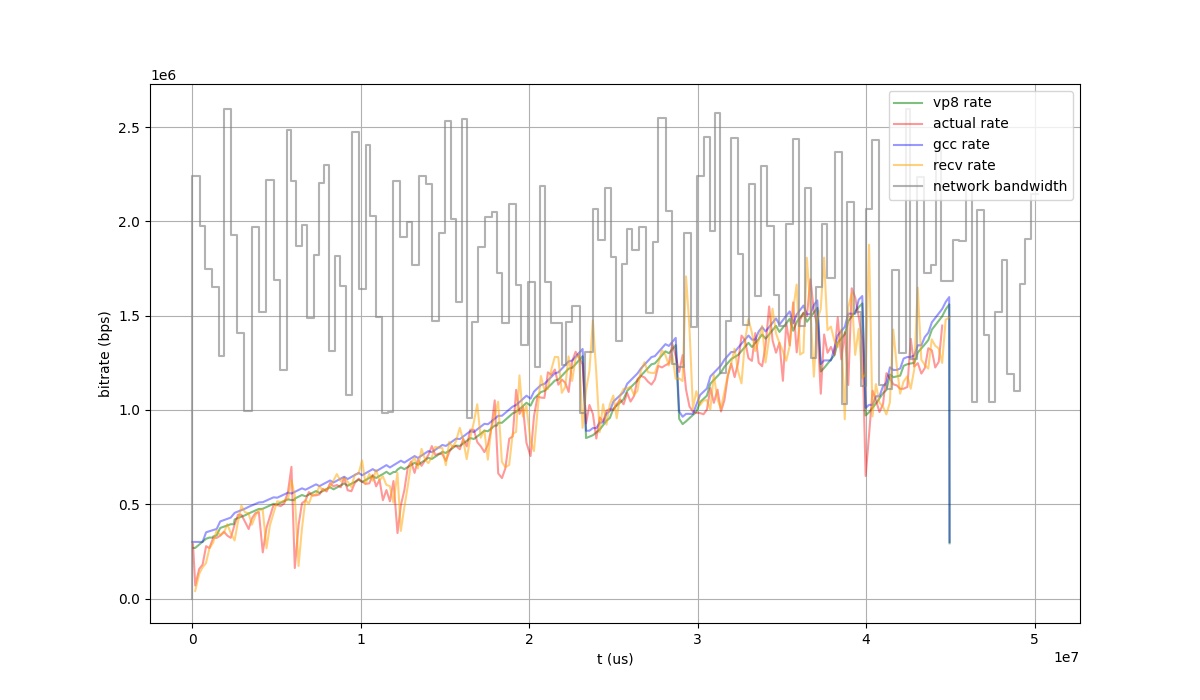 1e6
2.5
2.0
1.5
1.0
0.5
0.0
bitrate (bps)
vp8 rate
actual rate
gcc rate
recv rate
network bandwidth
0 1 2 3 4 5
t (us)
1e7